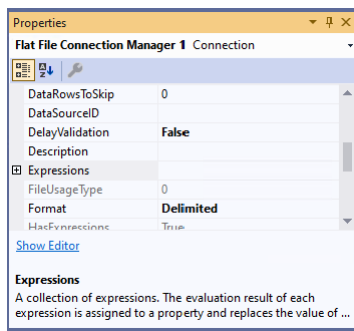 Properties
Flat File Connection Manager 1 Connection
DataRowsToSkip 0
DataSourceID
DelayValidation False
Description
Expressions
FileUsageType 0
Format Delimited
HasExpressions True
Show Editor
Expressions
A collection of expressions. The evaluation result of each
expression is assigned to a property and replaces the value of ...